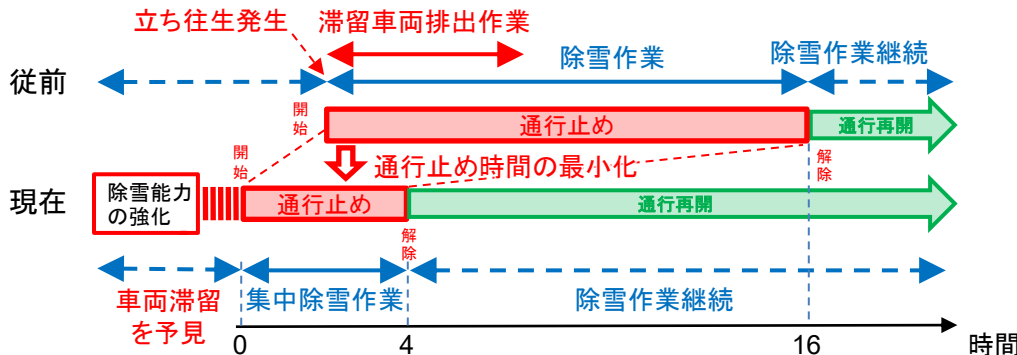 立ち往生発生
滞留車両排出作業
除雪作業
除雪作業継続
従前
開始
通行止め
通行再開
開始
通行止め時間の最小化
解除
現在
除雪能力
の強化
通行止め
通行再開
解除
車両滞留
を予見
集中除雪作業
除雪作業継続
0
4
16
時間